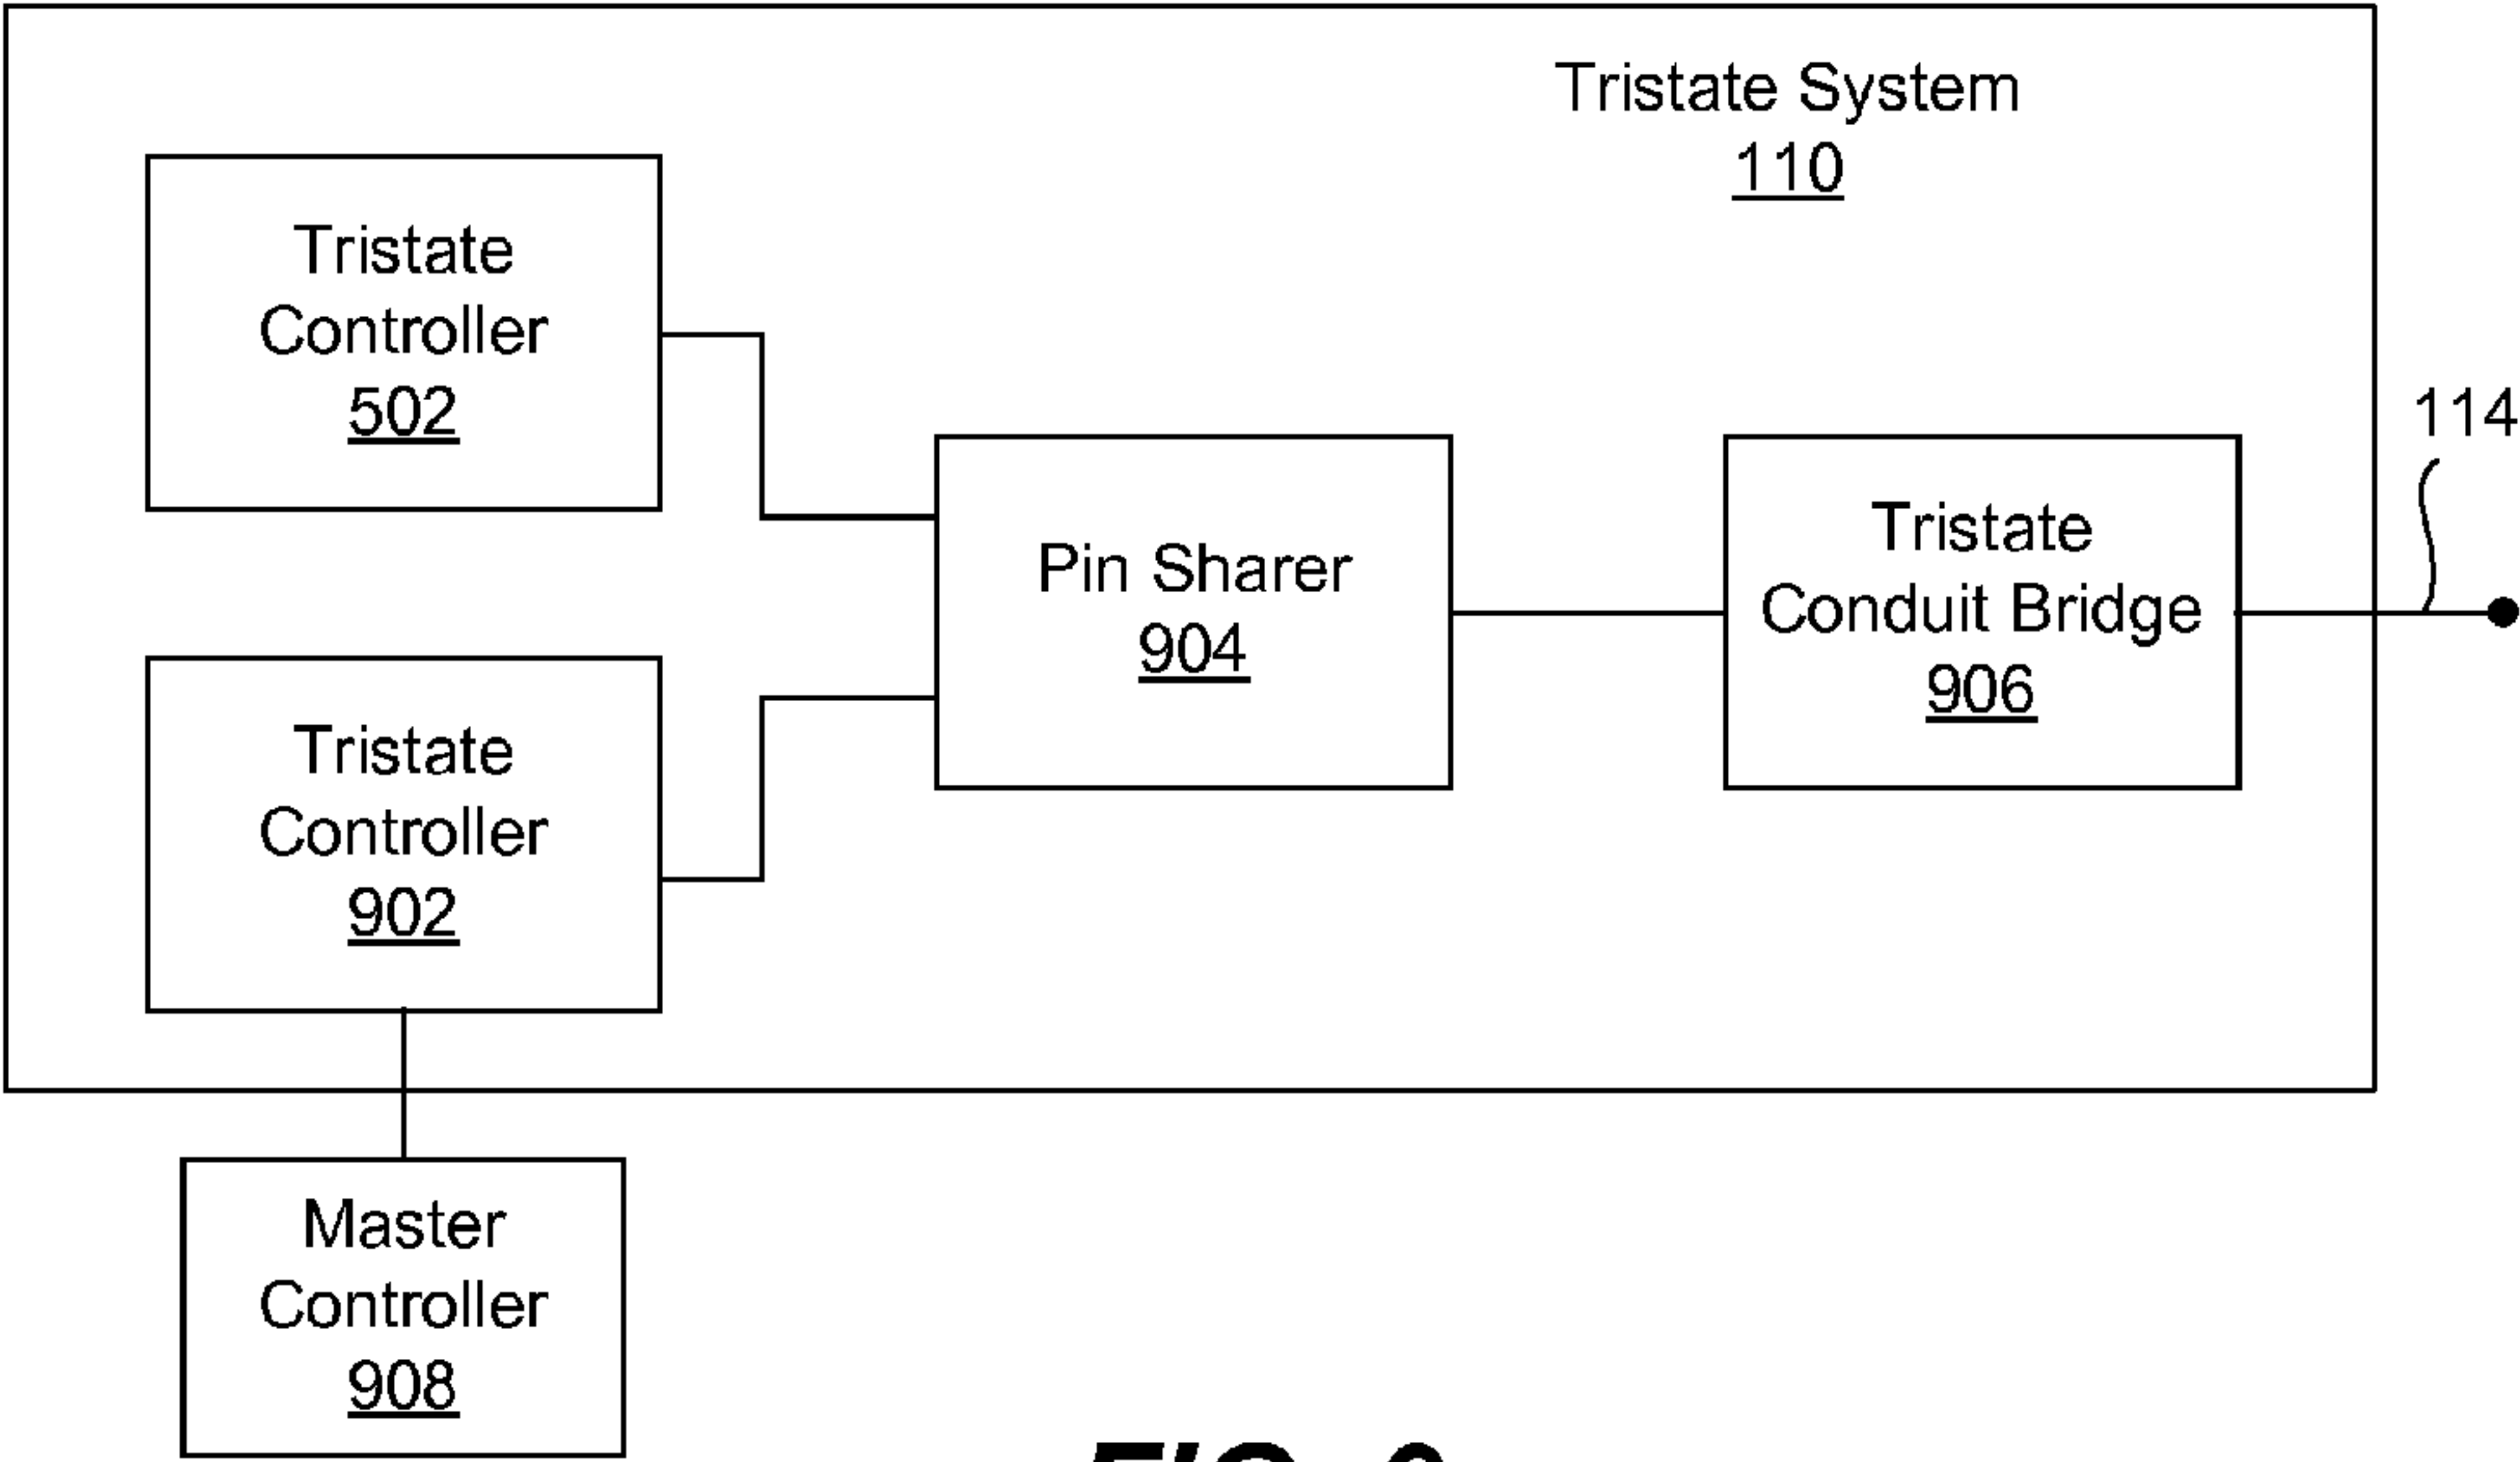 Tristate System
110
Tristate
Controller
502
114
Pin Sharer
904
Tristate
Conduit Bridge
906
Tristate
Controller
902
Master
Controller
908